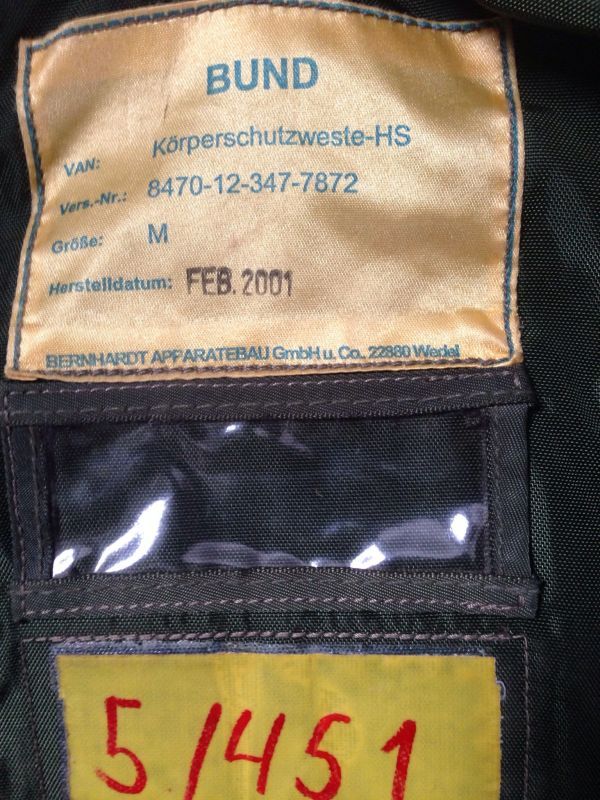 BUND
VAN: Körperschutzweste-HS
Vers.-Nr.: 8470-12-347-7872
Größe: M
Herstelldatum: FEB. 2001
BERNHARDT APPARATEBAU GmbH u. Co., 22880 Wedel
5/451